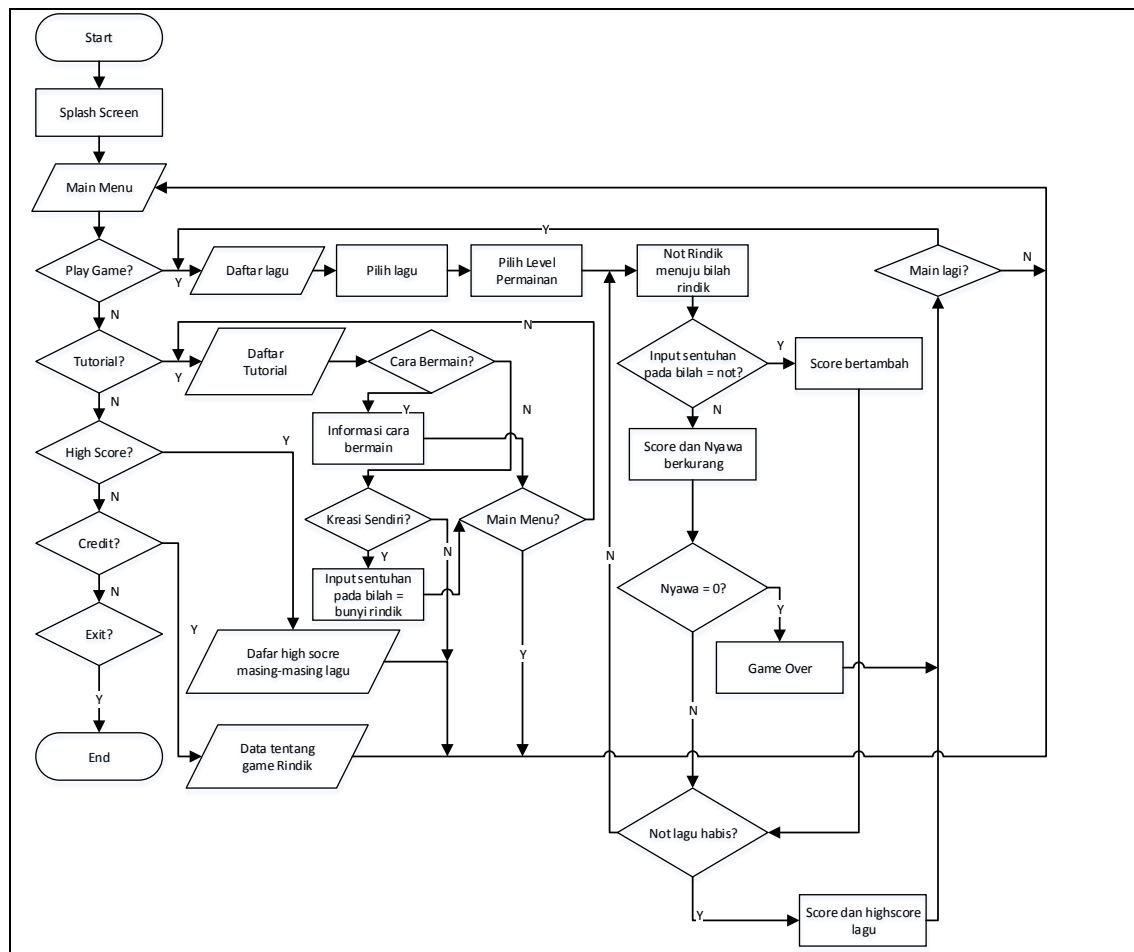 Start
Splash Screen
Main Menu
Y
Play Game?
Y
Daftar lagu
Pilih lagu
Pilih Level
Permainan
Not Rindik
menuju bilah
rindik
Main lagi?
N
N
N
Tutorial?
Y
Daftar
Tutorial
Cara Bermain?
Input sentuhan
pada bilah = not?
Y
Score bertambah
N
Y
N
N
High Score?
Y
Informasi cara
bermain
Score dan Nyawa
berkurang
N
Kreasi Sendiri?
Main Menu?
Credit?
Y
N
N
N
Input sentuhan
pada bilah =
bunyi rindik
Nyawa = 0?
Y
Exit?
Y
Dafar high socre
masing-masing lagu
Y
Game Over
Y
N
End
Data tentang
game Rindik
Not lagu habis?
Y
Score dan highscore
lagu